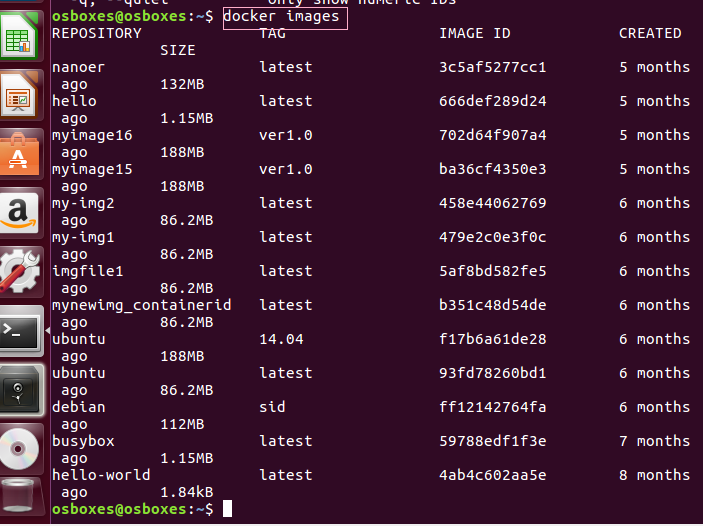 -q, --quiet Only show numeric IDs
osboxes@osboxes:~$ docker images
REPOSITORY TAG IMAGE ID CREATED
SIZE
nanoer latest 3c5af5277cc1 5 months
ago 132MB
hello latest 666def289d24 5 months
ago 1.15MB
myimage16 ver1.0 702d64f907a4 5 months
ago 188MB
myimage15 ver1.0 ba36cf4350e3 5 months
ago 188MB
my-img2 latest 458e44062769 6 months
ago 86.2MB
my-img1 latest 479e2c0e3f0c 6 months
ago 86.2MB
imgfile1 latest 5af8bd582fe5 6 months
ago 86.2MB
mynewimg_containerid latest b351c48d54de 6 months
ago 86.2MB
ubuntu 14.04 f17b6a61de28 6 months
ago 188MB
ubuntu latest 93fd78260bd1 6 months
ago 86.2MB
debian sid ff12142764fa 6 months
ago 112MB
busybox latest 59788edf1f3e 7 months
ago 1.15MB
hello-world latest 4ab4c602aa5e 8 months
ago 1.84kB
osboxes@osboxes:~$